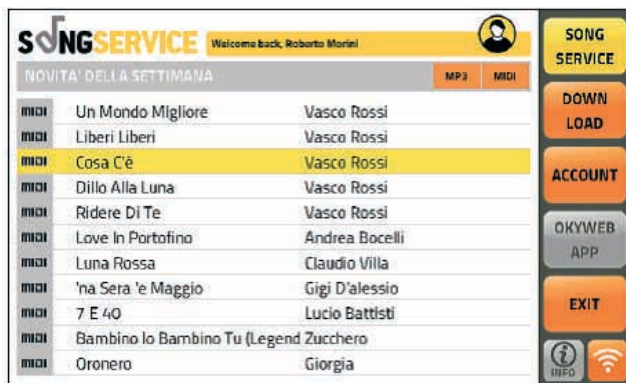 SONGSERVICE Welcome back, Roberto Morini
NOVITA' DELLA SETTIMANA MP3 MIDI
MIDI Un Mondo Migliore Vasco Rossi
MIDI Liberi Liberi Vasco Rossi
MIDI Cosa C'è Vasco Rossi
MIDI Dillo Alla Luna Vasco Rossi
MIDI Ridere Di Te Vasco Rossi
MIDI Love In Portofino Andrea Bocelli
MIDI Luna Rossa Claudio Villa
MIDI 'na Sera 'e Maggio Gigi D'alessio
MIDI 7 E 40 Lucio Battisti
MIDI Bambino Io Bambino Tu (Legend Zucchero
MIDI Oronero Giorgia
SONG
SERVICE
DOWN
LOAD
ACCOUNT
OKYWEB
APP
EXIT
INFO